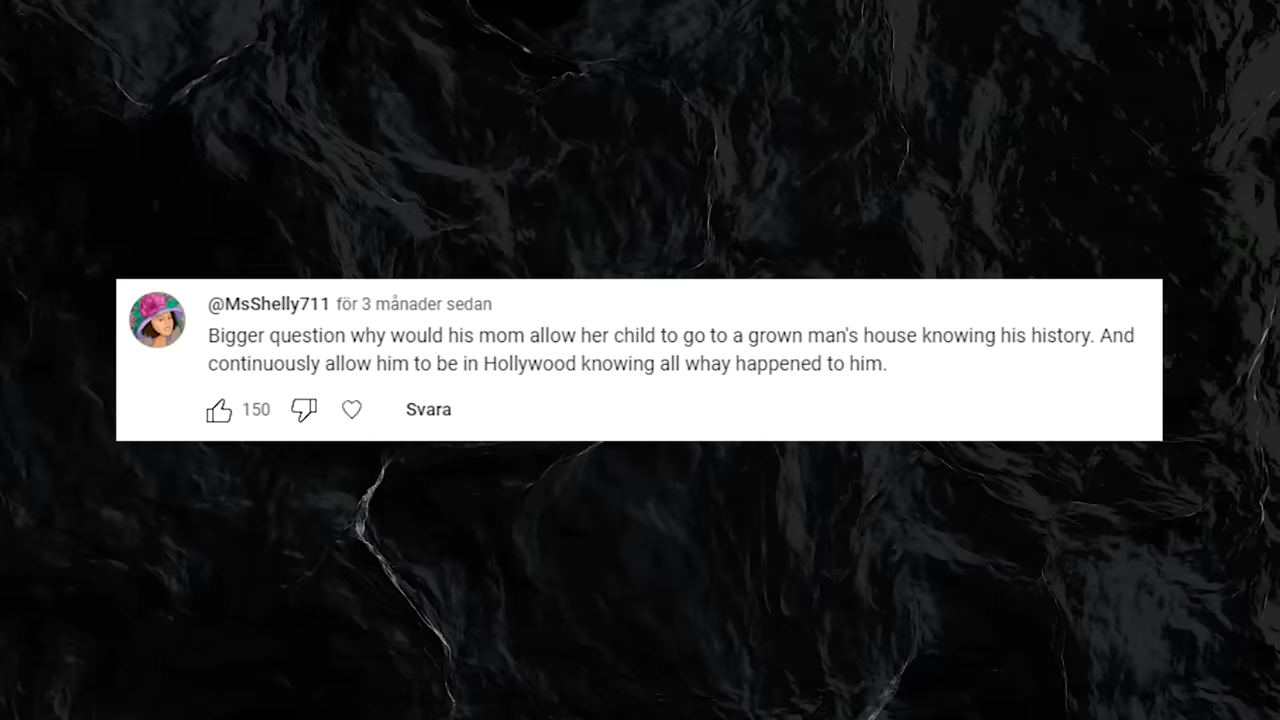 @MsShelly711 för 3 månader sedan
Bigger question why would his mom allow her child to go to a grown man's house knowing his history. And
continuously allow him to be in Hollywood knowing all whay happened to him.
150 Svara